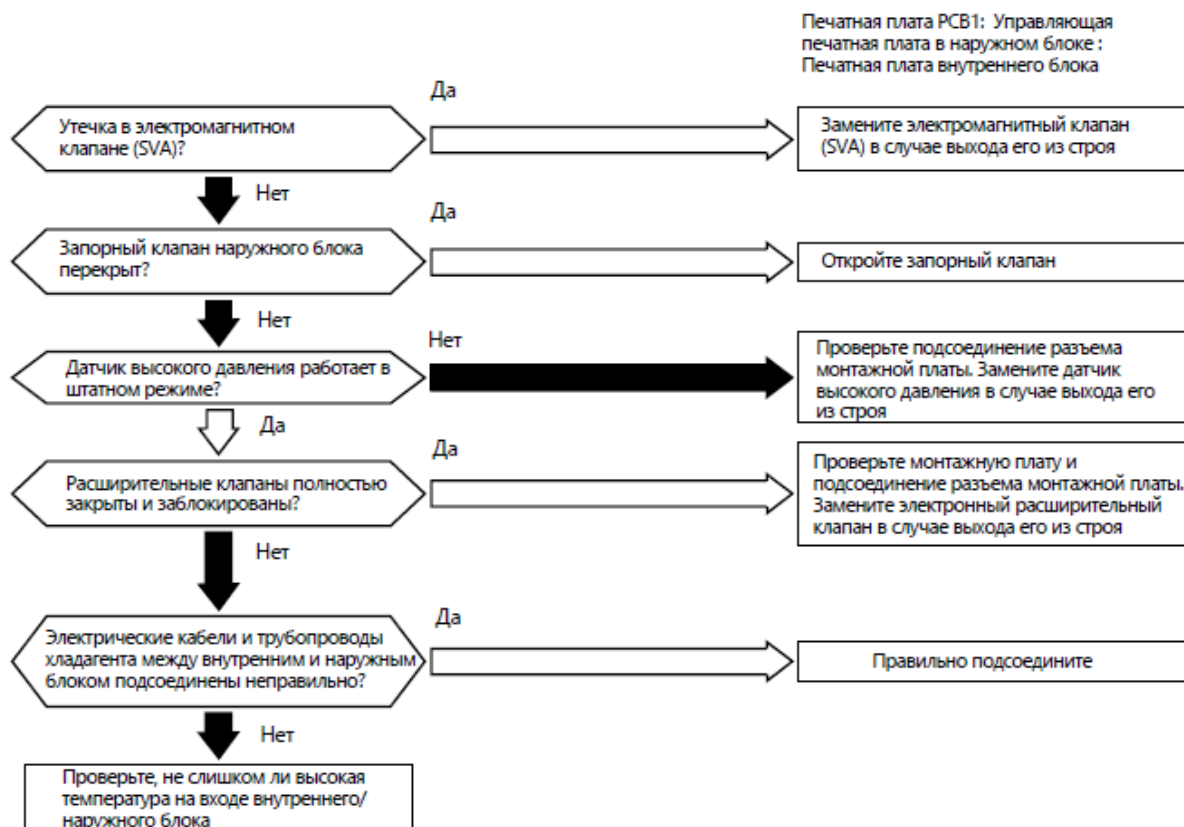 Печатная плата PCB1: Управляющая
печатная плата в наружном блоке :
Печатная плата внутреннего блока
Да
Утечка в электромагнитном
клапане (SVA)?
Замените электромагнитный клапан
(SVA) в случае выхода его из строя
Нет
Да
Запорный клапан наружного блока
перекрыт?
Откройте запорный клапан
Нет
Нет
Датчик высокого давления работает в
штатном режиме?
Проверьте подсоединение разъема
монтажной платы. Замените датчик
высокого давления в случае выхода его
из строя
Да
Да
Расширительные клапаны полностью
закрыты и заблокированы?
Проверьте монтажную плату и
подсоединение разъема монтажной платы.
Замените электронный расширительный
клапан в случае выхода его из строя
Нет
Да
Электрические кабели и трубопроводы
хладагента между внутренним и наружным
блоком подсоединены неправильно?
Правильно подсоедините
Нет
Проверьте, не слишком ли высокая
температура на входе внутреннего/
наружного блока